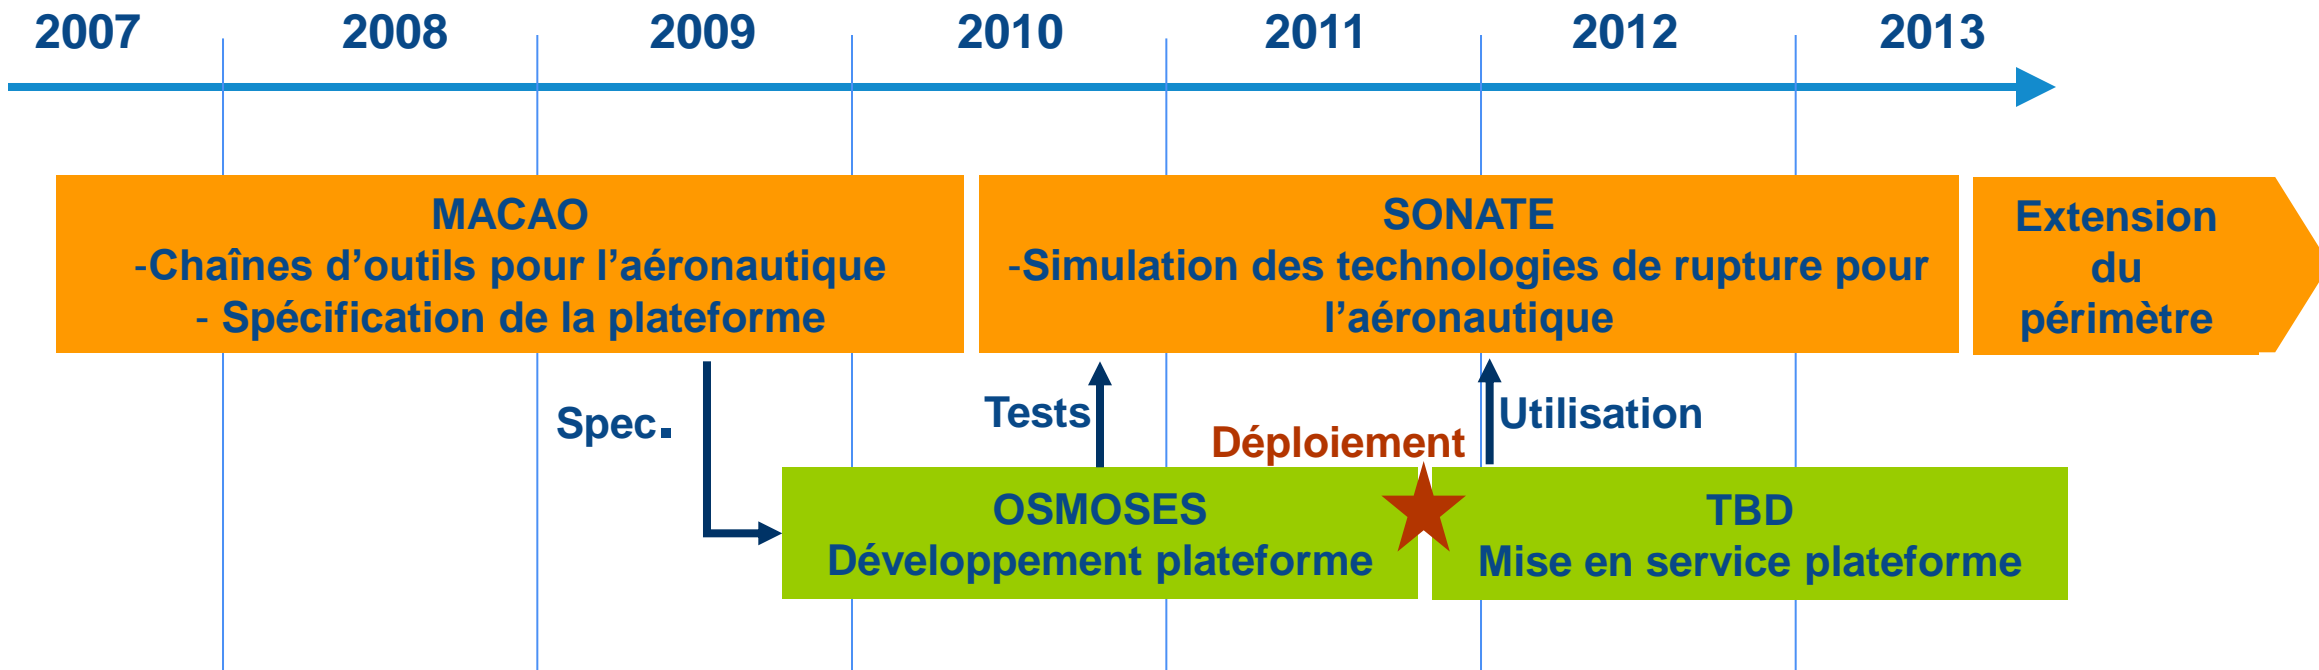 2007 2008 2009 2010 2011 2012 2013
MACAO
-Chaînes d’outils pour l’aéronautique
- Spécification de la plateforme
SONATE
-Simulation des technologies de rupture pour
l’aéronautique
Extension
du
périmètre
Spec.
Tests
Déploiement
Utilisation
OSMOSES
Développement plateforme
TBD
Mise en service plateforme